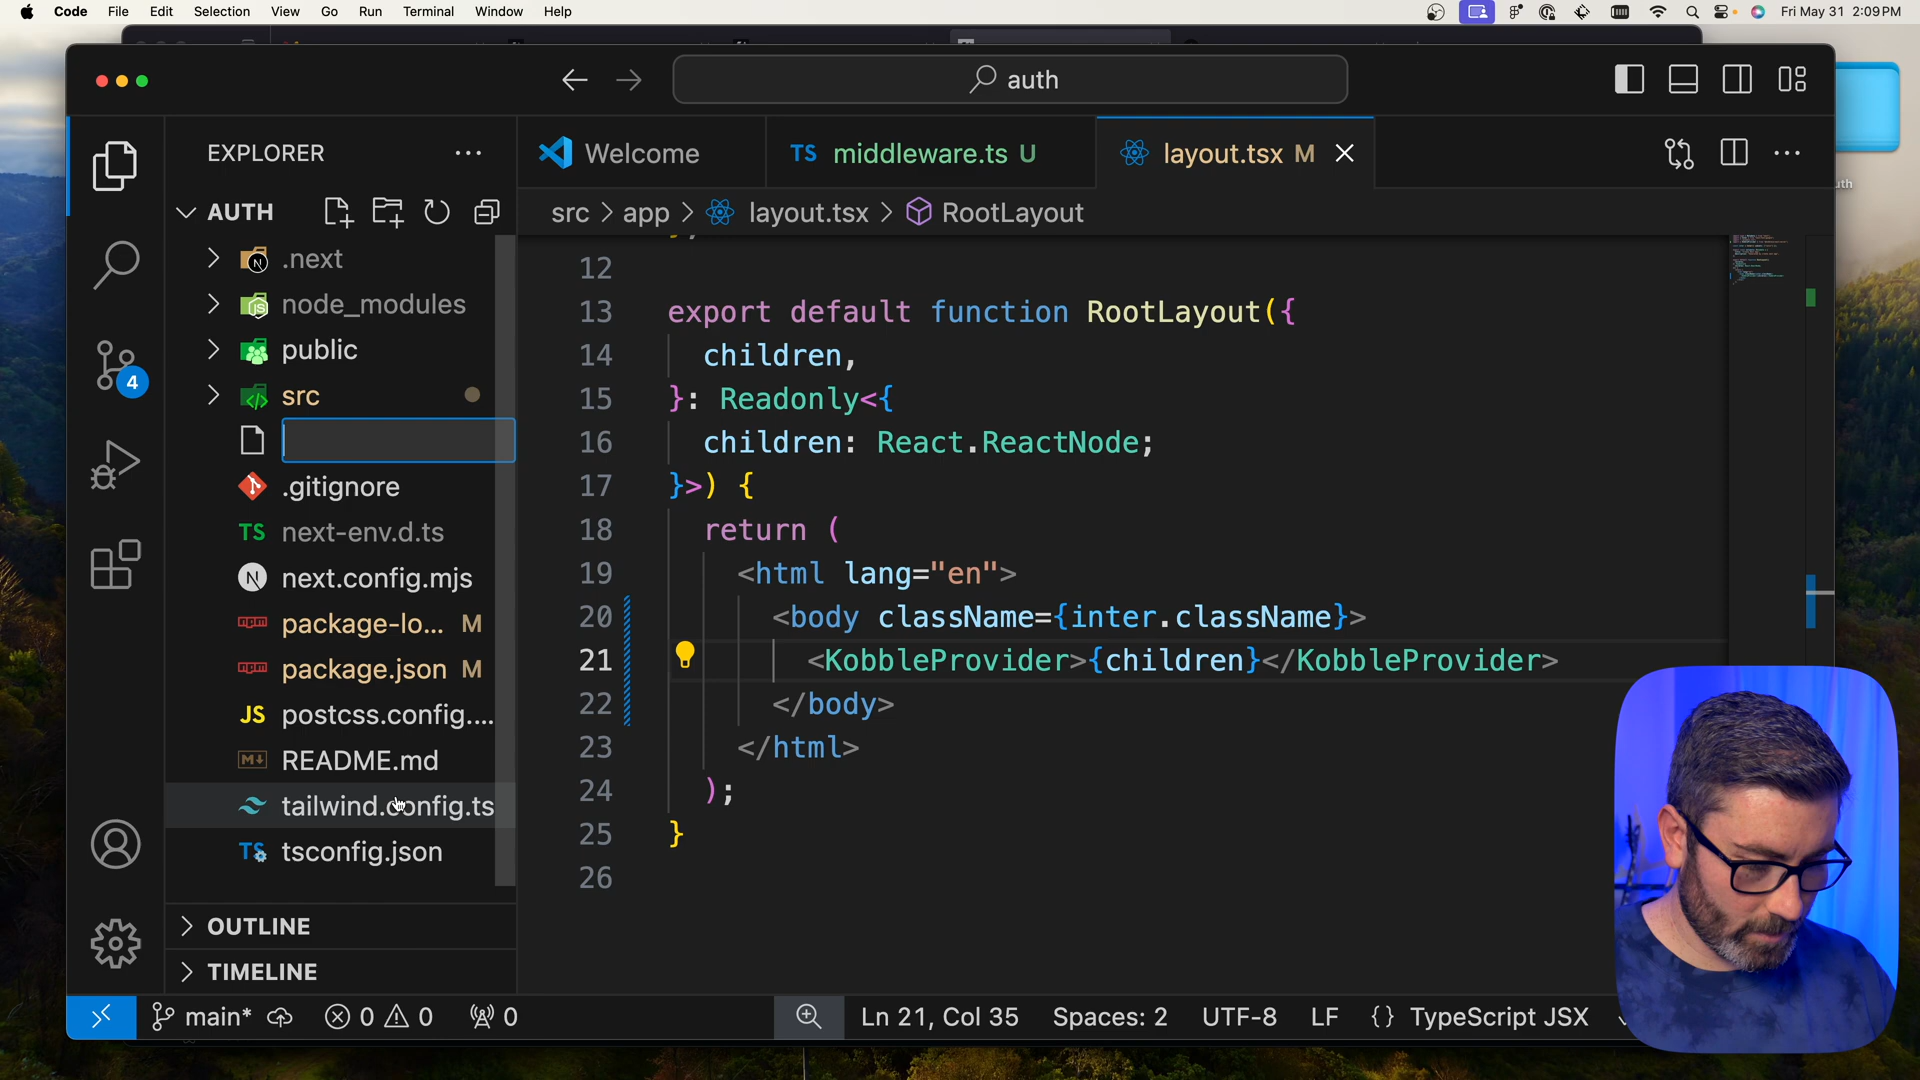 Code File Edit Selection View Go Run Terminal Window Help Fri May 31 2:09 PM
auth
EXPLORER
Welcome
TS middleware.ts U
layout.tsx M
AUTH
src > app > layout.tsx > RootLayout
.next
node_modules
public
src
.gitignore
TS next-env.d.ts
N next.config.mjs
package-lo... M
package.json M
JS postcss.config....
README.md
tailwind.config.ts
TS tsconfig.json
OUTLINE
TIMELINE
4
12
13 export default function RootLayout({
14 children,
15 }: Readonly<{
16 children: React.ReactNode;
17 }>) {
18 return (
19 <html lang="en">
20 <body className={inter.className}>
21 <KobbleProvider>{children}</KobbleProvider>
22 </body>
23 </html>
24 );
25 }
26
main* 0 0 0 Ln 21, Col 35 Spaces: 2 UTF-8 LF {} TypeScript JSX